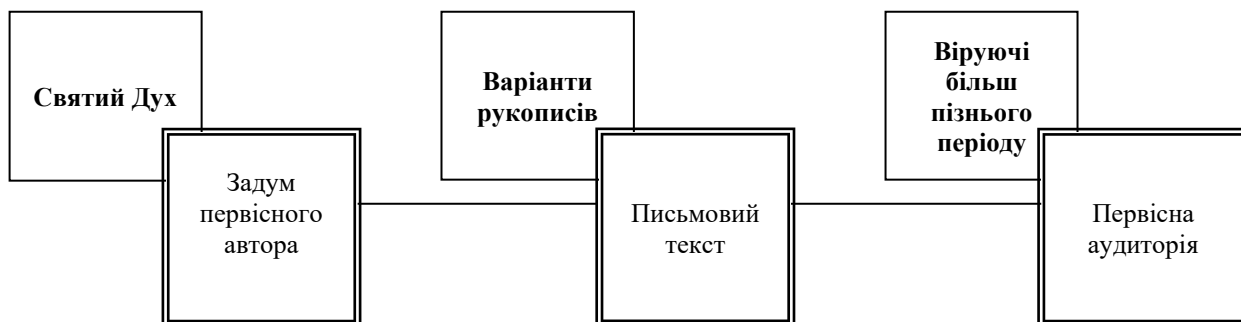 Святий Дух
Задум
первісного
автора
Варіанти
рукописів
Письмовий
текст
Віруючі
більш
пізнього
періоду
Первісна
аудиторія